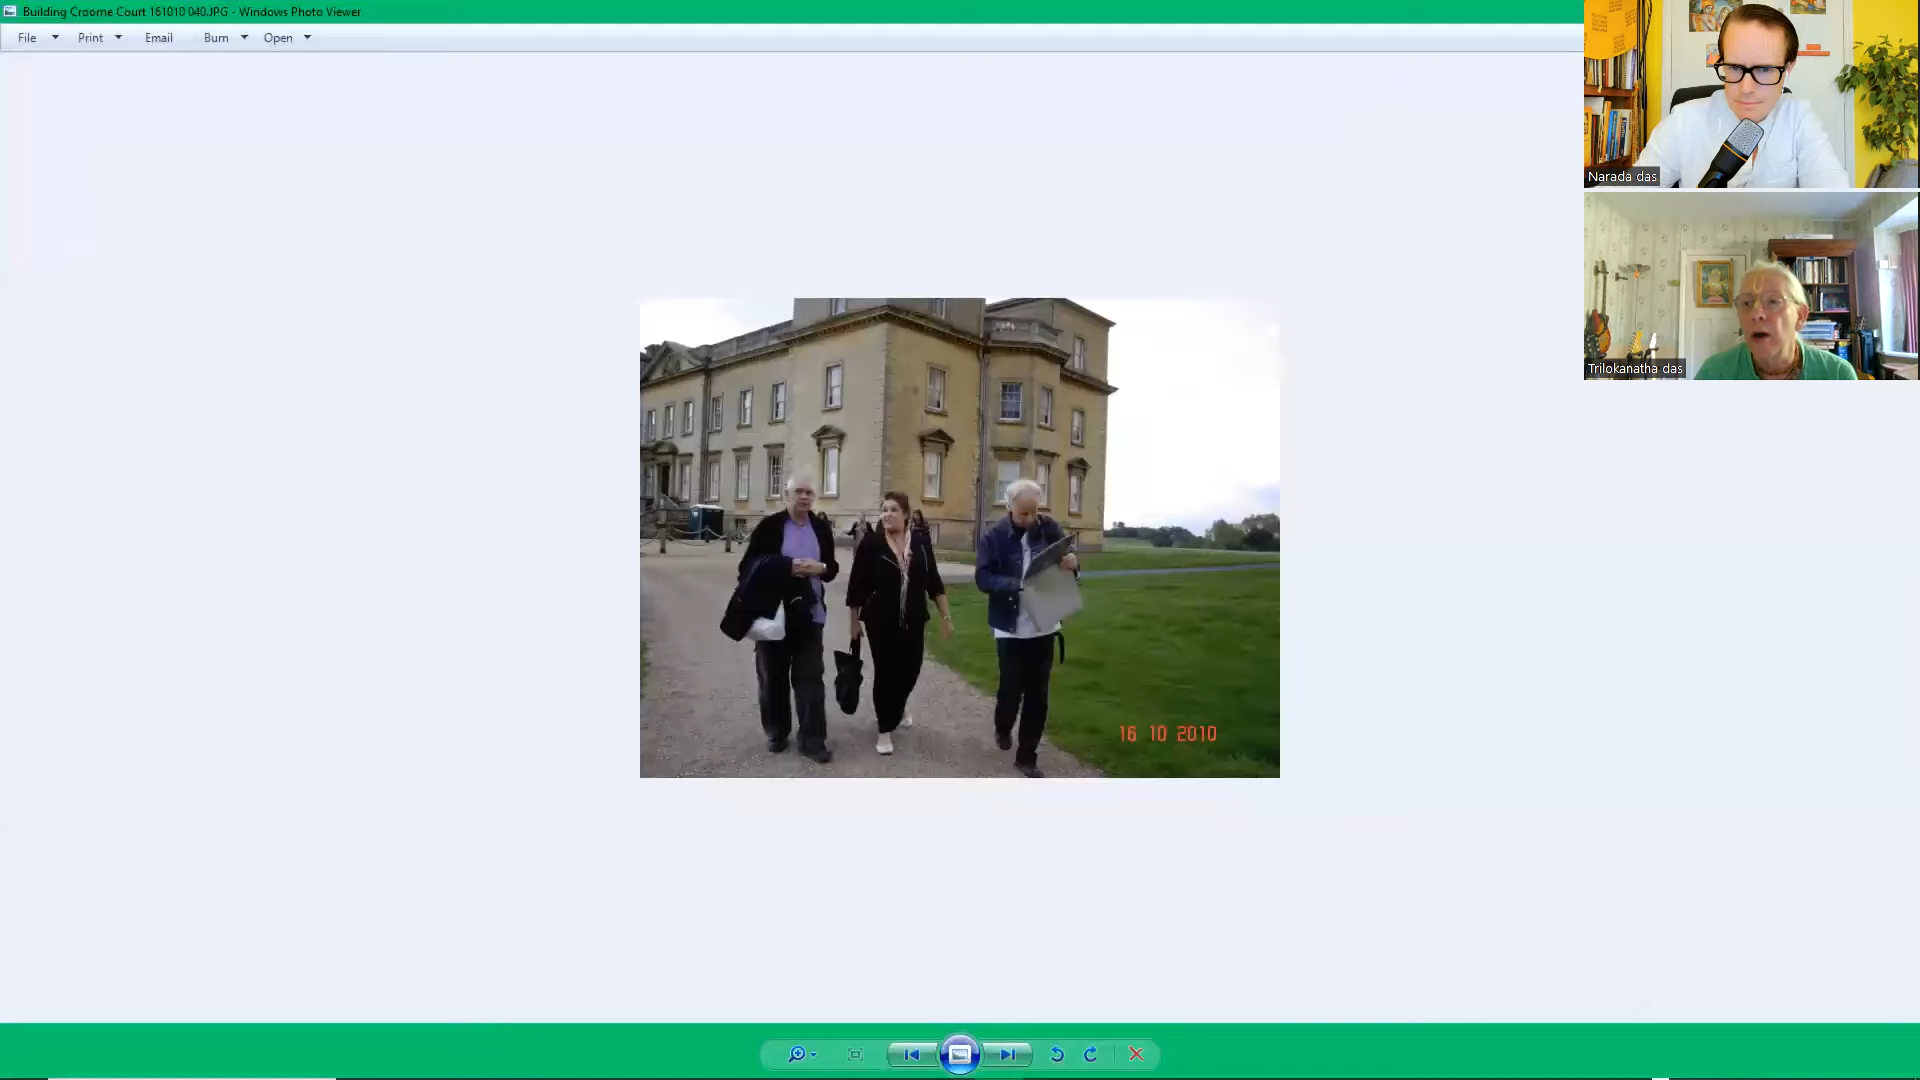 Building Croome Court 161010 040.JPG - Windows Photo Viewer
File Print Email Burn Open
Narada das
Trilokanatha das
16 10 2010